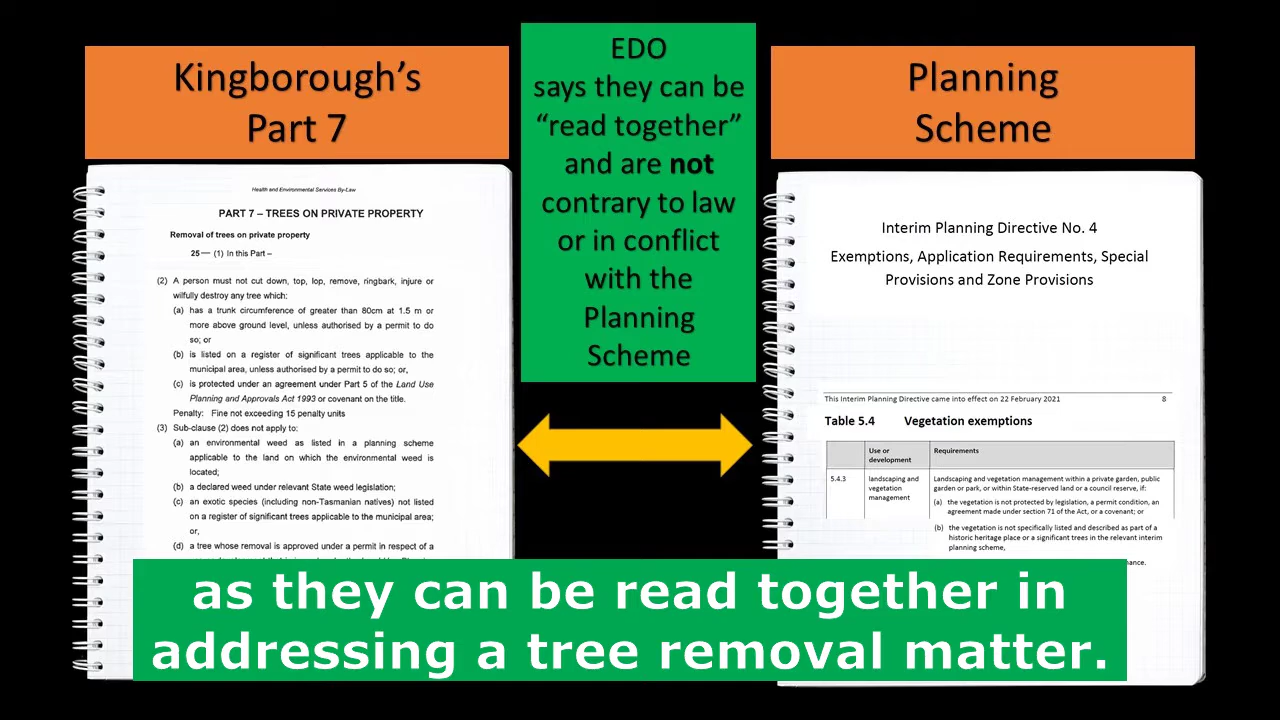 Kingborough's
Part 7
EDO
says they can be
“read together”
and are not
contrary to law
or in conflict
with the
Planning
Scheme
Planning
Scheme
Health and Environmental Services By-Law
PART 7 – TREES ON PRIVATE PROPERTY
Removal of trees on private property
25 — (1) In this Part –
(2) A person must not cut down, top, lop, remove, ringbark, injure or
wilfully destroy any tree which:
(a) has a trunk circumference of greater than 80cm at 1.5 m or
more above ground level, unless authorised by a permit to do
so; or
(b) is listed on a register of significant trees applicable to the
municipal area, unless authorised by a permit to do so; or,
(c) is protected under an agreement under Part 5 of the Land Use
Planning and Approvals Act 1993 or covenant on the title.
Penalty: Fine not exceeding 15 penalty units
(3) Sub-clause (2) does not apply to:
(a) an environmental weed as listed in a planning scheme
applicable to the land on which the environmental weed is
located;
(b) a declared weed under relevant State weed legislation;
(c) an exotic species (including non-Tasmanian natives) not listed
on a register of significant trees applicable to the municipal area;
or,
(d) a tree whose removal is approved under a permit in respect of a
Interim Planning Directive No. 4
Exemptions, Application Requirements, Special
Provisions and Zone Provisions
This Interim Planning Directive came into effect on 22 February 2021 8
Table 5.4 Vegetation exemptions
Use or
development
Requirements
5.4.3
landscaping and
vegetation
management
Landscaping and vegetation management within a private garden, public
garden or park, or within State-reserved land or a council reserve, if:
(a) the vegetation is not protected by legislation, a permit condition, an
agreement made under section 71 of the Act, or a covenant; or
(b) the vegetation is not specifically listed and described as part of a
historic heritage place or a significant trees in the relevant interim
planning scheme,
as they can be read together in
addressing a tree removal matter.